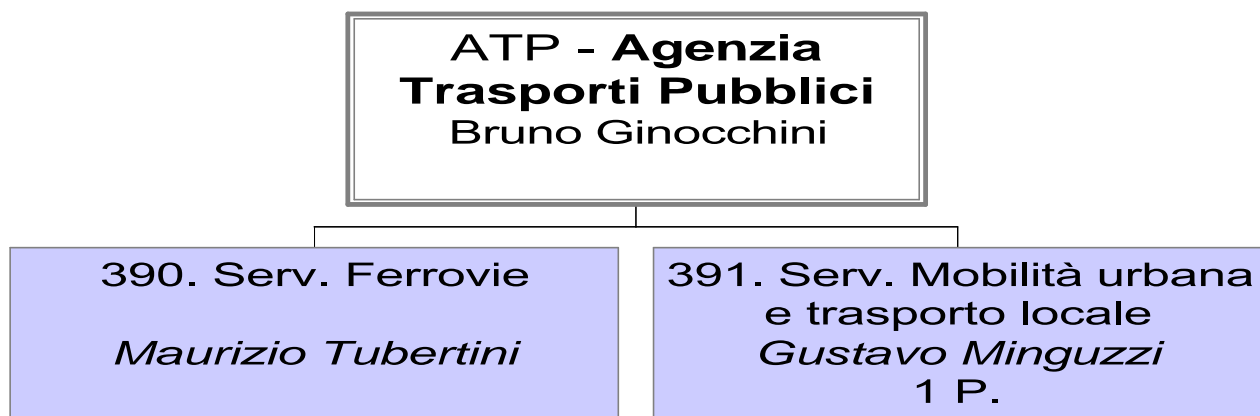 ATP - Agenzia
Trasporti Pubblici
Bruno Ginocchini
390. Serv. Ferrovie
Maurizio Tubertini
391. Serv. Mobilità urbana
e trasporto locale
Gustavo Minguzzi
1 P.